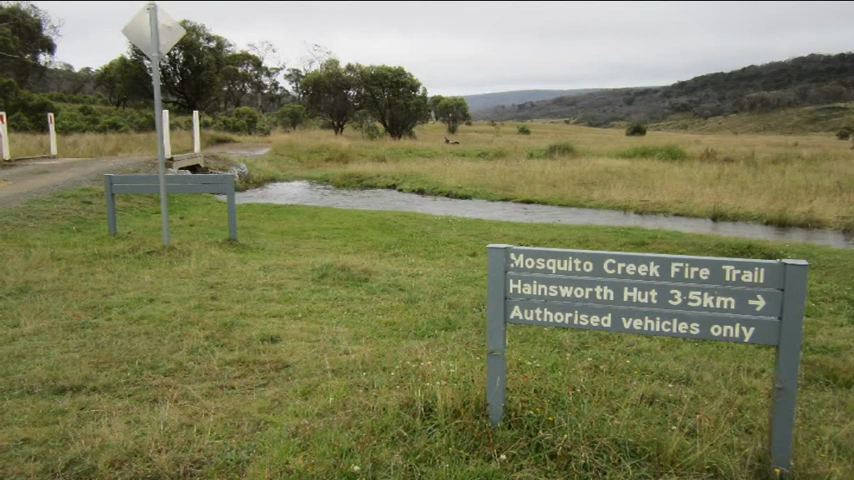 Mosquito Creek Fire Trail
Hainsworth Hut 3·5km →
Authorised vehicles only